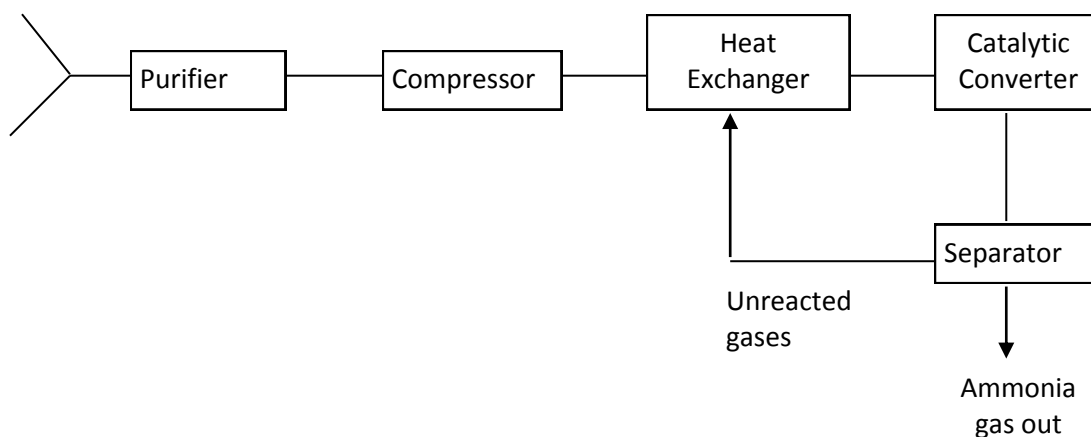 Purifier
Compressor
Heat
Exchanger
Catalytic
Converter
Separator
Unreacted
gases
Ammonia
gas out